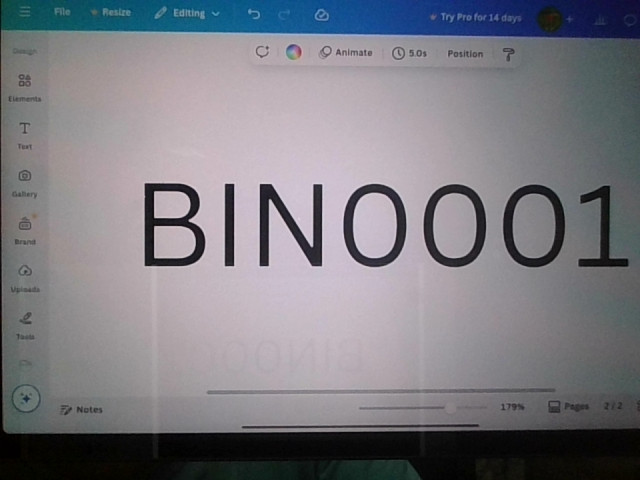 File Resize Editing Try Pro for 14 days
Design Animate 5.0s Position
Elements
Text
Gallery
Brand
Uploads
Tools
BIN0001
Notes 179% Pages 2/2